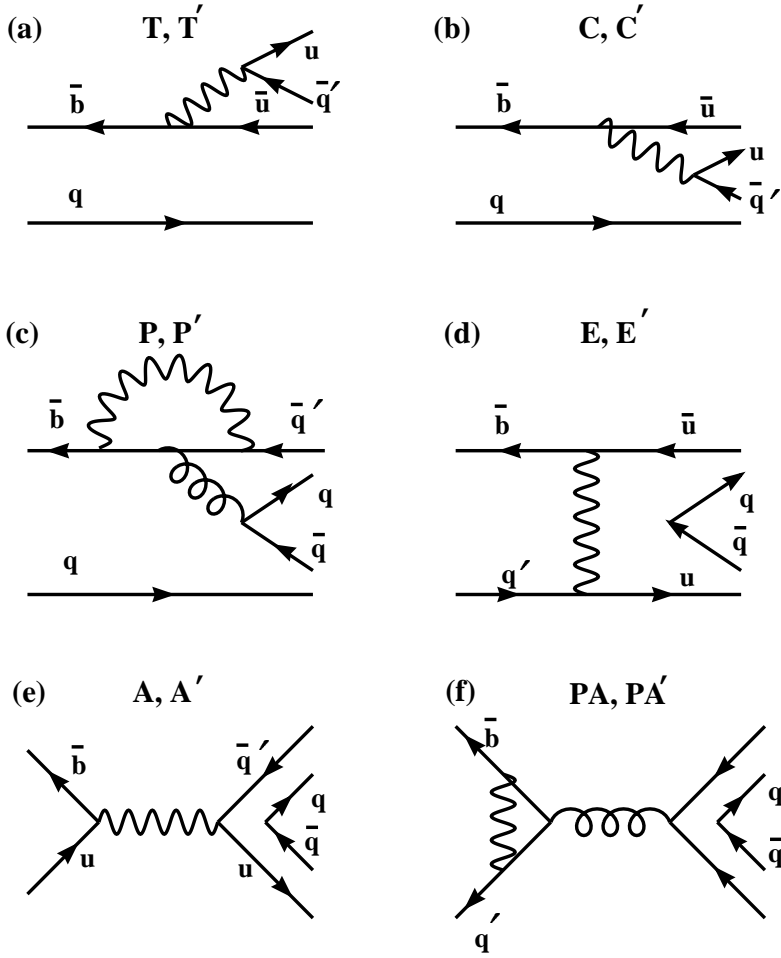 (a) T, T′
u
b̄ ū q̄′
q
(b) C, C′
b̄ ū
u
q q̄′
(c) P, P′
b̄ q̄′
q
q̄
q
(d) E, E′
b̄ ū
q
q̄
q′ u
(e) A, A′
b̄ q̄′
q
q̄
u u
(f) PA, PA′
b̄
q
q̄
q′